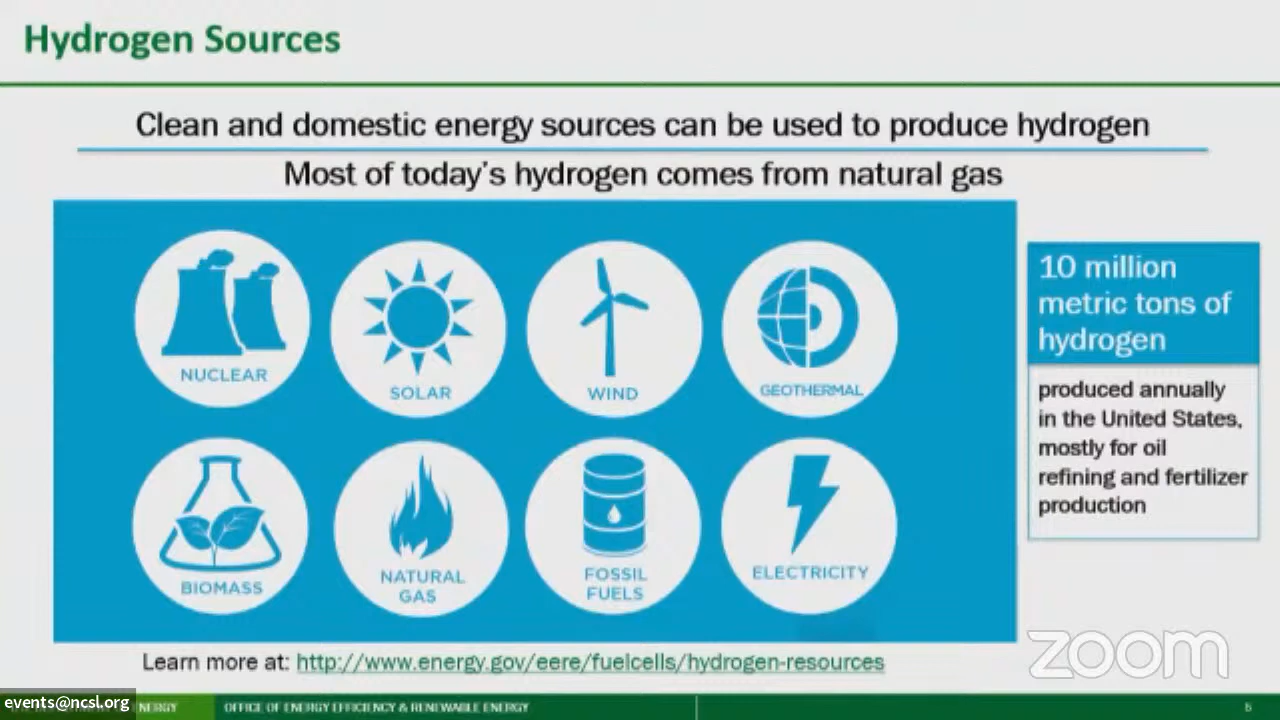 Hydrogen Sources
Clean and domestic energy sources can be used to produce hydrogen
Most of today's hydrogen comes from natural gas
NUCLEAR
SOLAR
WIND
GEOTHERMAL
BIOMASS
NATURAL
GAS
FOSSIL
FUELS
ELECTRICITY
10 million
metric tons of
hydrogen
produced annually
in the United States,
mostly for oil
refining and fertilizer
production
Learn more at: http://www.energy.gov/eere/fuelcells/hydrogen-resources
zoom
events@ncsl.org
ENERGY
OFFICE OF ENERGY EFFICIENCY & RENEWABLE ENERGY